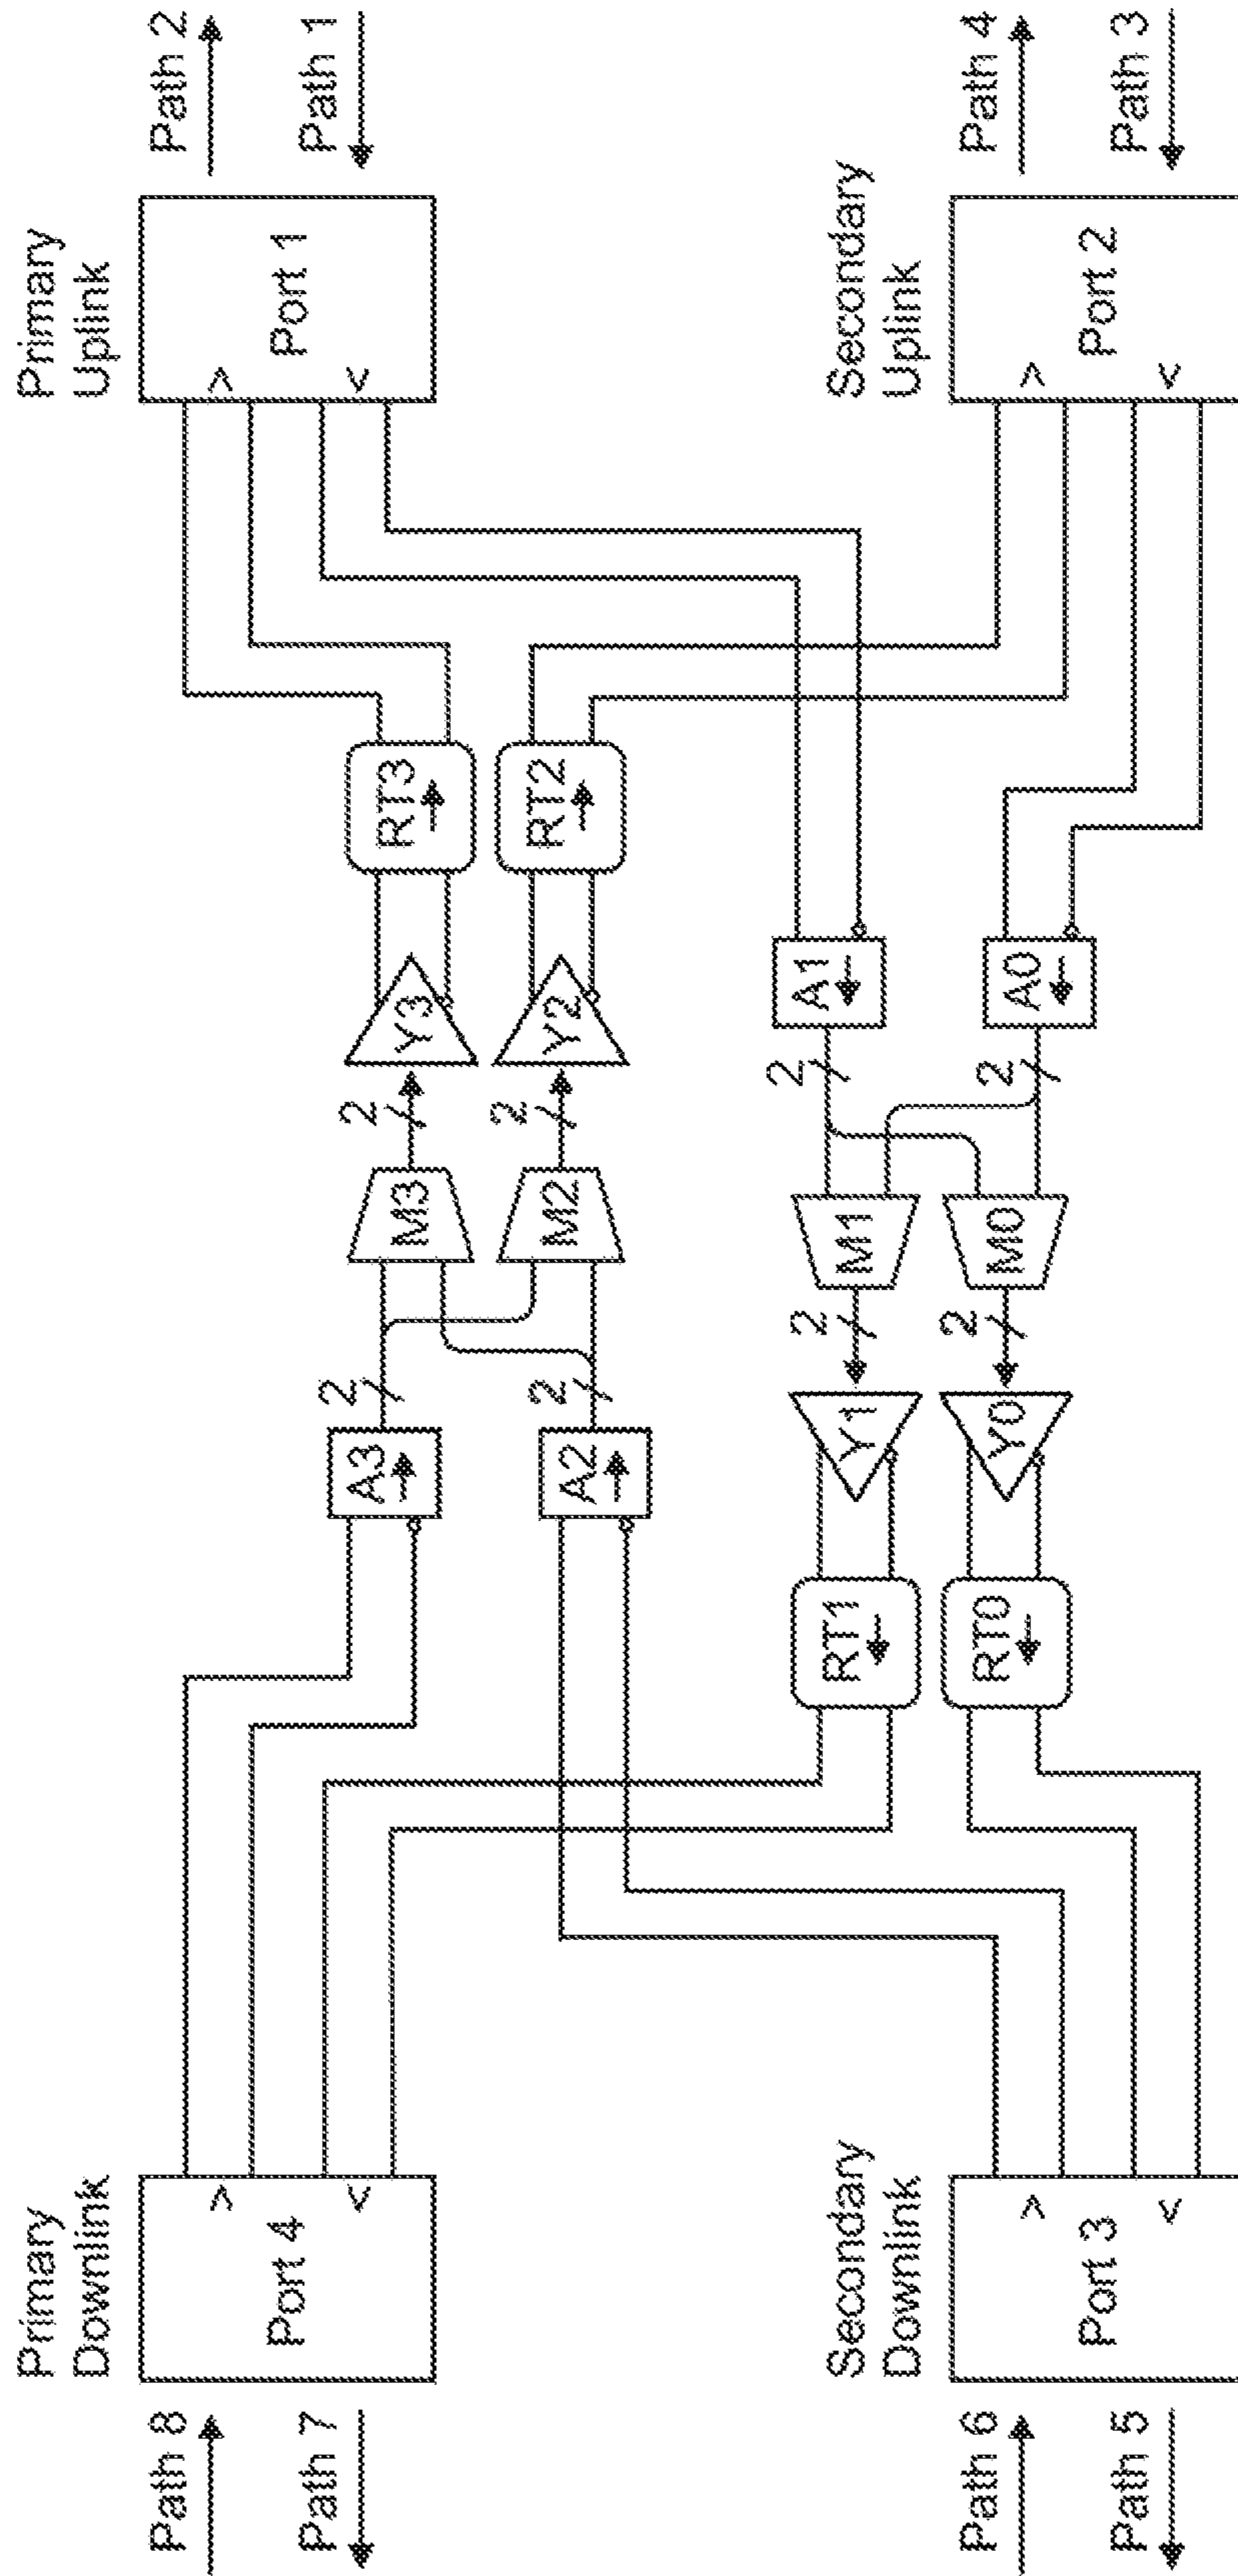 Primary
Downlink
Primary
Uplink
Path 8
Path 7
Port 4
>
<
A3
2
M3
2
Y3
RT3
>
<
Port 1
Path 2
Path 1
A2
2
M2
2
Y2
RT2
RT1
Y1
2
M1
2
A1
Secondary
Downlink
Secondary
Uplink
Path 6
Path 5
Port 3
>
<
RT0
Y0
2
M0
2
A0
>
<
Port 2
Path 4
Path 3